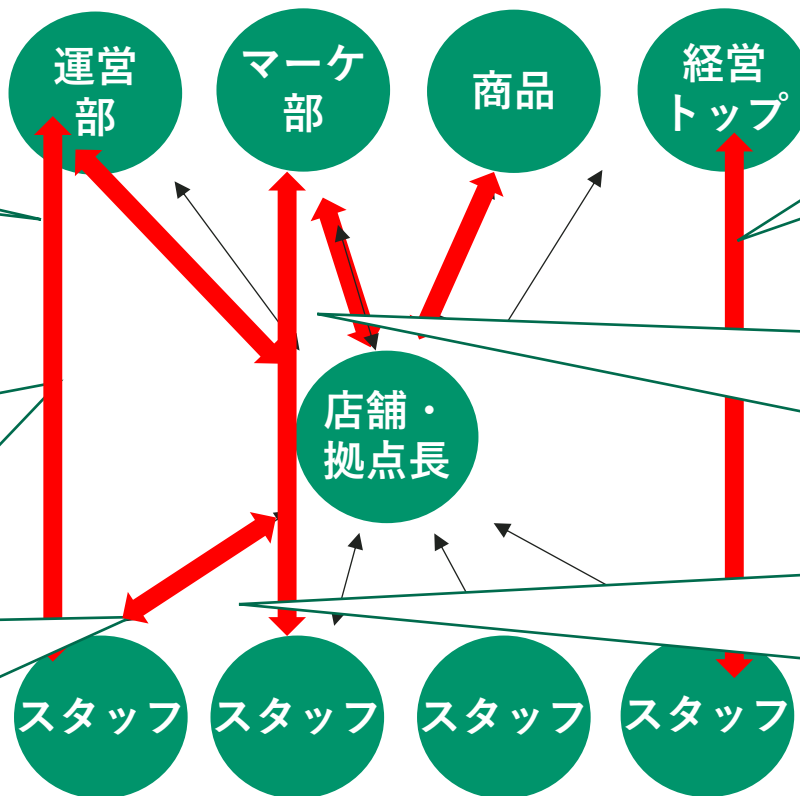 運営
部
マーケ
部
商品
経営
トップ
店舗・
拠点長
スタッフ
スタッフ
スタッフ
スタッフ